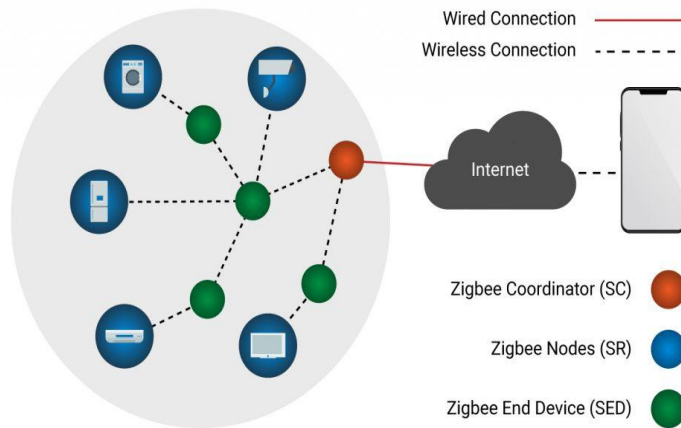 Wired Connection
Wireless Connection
Internet
Zigbee Coordinator (SC)
Zigbee Nodes (SR)
Zigbee End Device (SED)